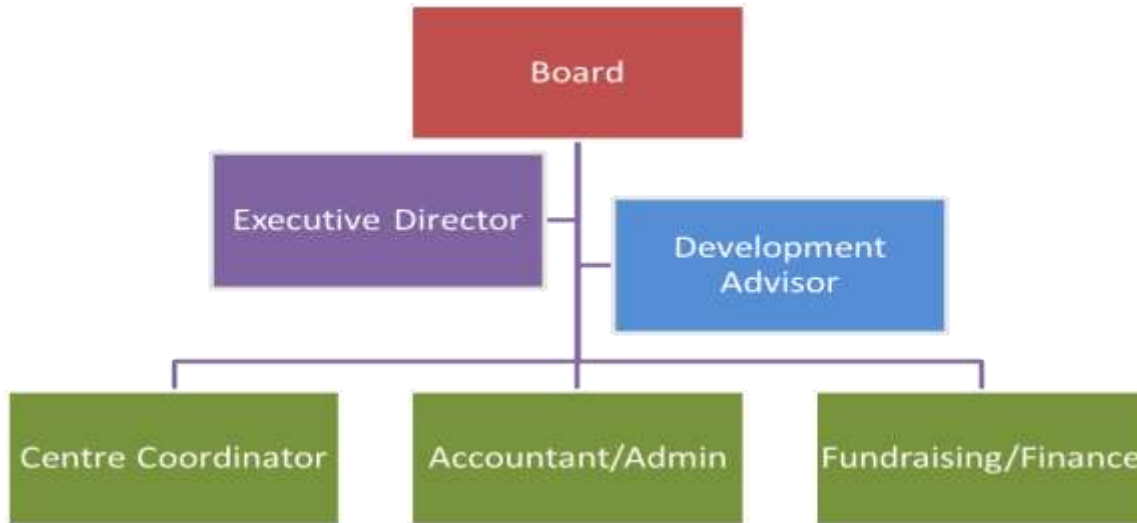 Board
Executive Director
Development
Advisor
Centre Coordinator
Accountant/Admin
Fundraising/Finance